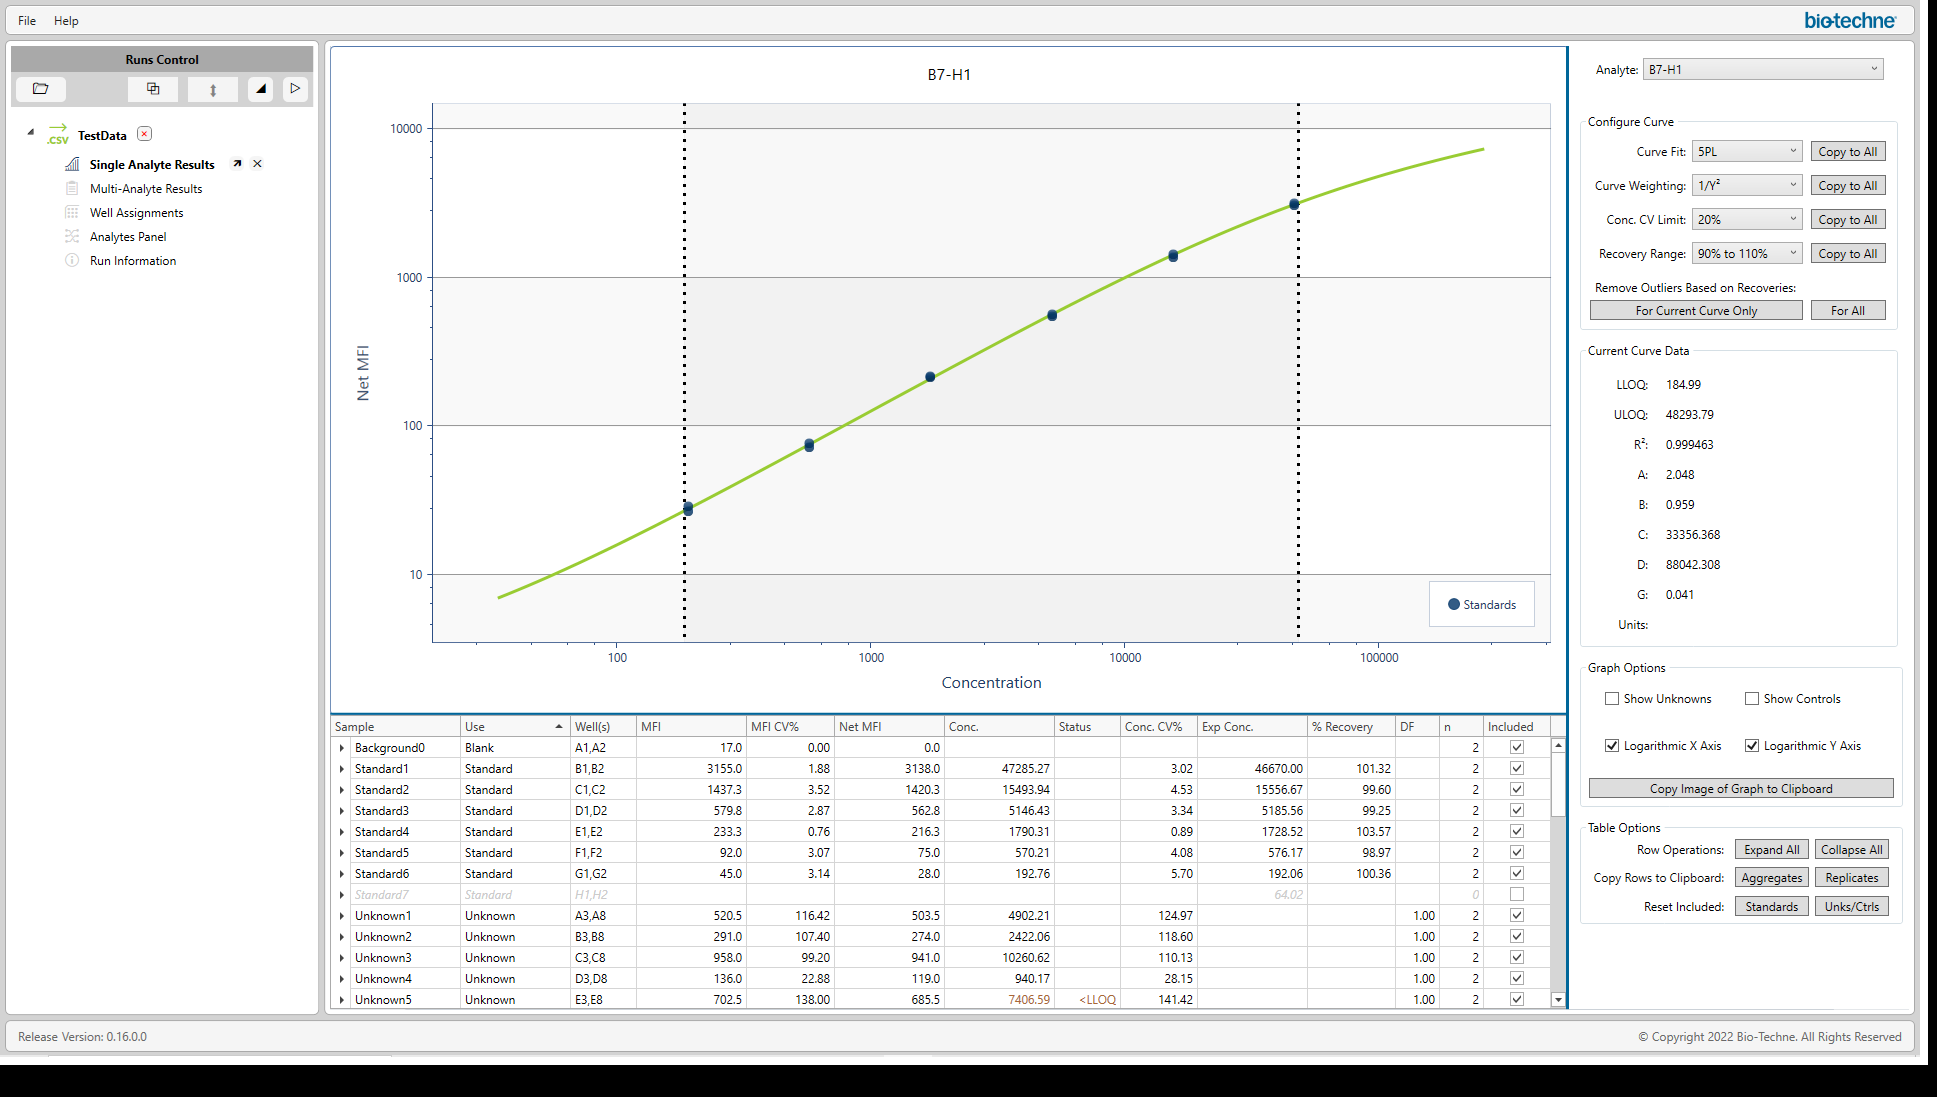 File Help
bio-techne
Runs Control
.csv TestData
Single Analyte Results
Multi-Analyte Results
Well Assignments
Analytes Panel
Run Information
B7-H1
10000
1000
100
10
Net MFI
Standards
100 1000 10000 100000
Concentration
Sample Use Well(s) MFI MFI CV% Net MFI Conc. Status Conc. CV% Exp Conc. % Recovery DF n Included
Background0 Blank A1,A2 17.0 0.00 0.0 2
Standard1 Standard B1,B2 3155.0 1.88 3138.0 47285.27 3.02 46670.00 101.32 2
Standard2 Standard C1,C2 1437.3 3.52 1420.3 15493.94 4.53 15556.67 99.60 2
Standard3 Standard D1,D2 579.8 2.87 562.8 5146.43 3.34 5185.56 99.25 2
Standard4 Standard E1,E2 233.3 0.76 216.3 1790.31 0.89 1728.52 103.57 2
Standard5 Standard F1,F2 92.0 3.07 75.0 570.21 4.08 576.17 98.97 2
Standard6 Standard G1,G2 45.0 3.14 28.0 192.76 5.70 192.06 100.36 2
Standard7 Standard H1,H2 64.02 0
Unknown1 Unknown A3,A8 520.5 116.42 503.5 4902.21 124.97 1.00 2
Unknown2 Unknown B3,B8 291.0 107.40 274.0 2422.06 118.60 1.00 2
Unknown3 Unknown C3,C8 958.0 99.20 941.0 10260.62 110.13 1.00 2
Unknown4 Unknown D3,D8 136.0 22.88 119.0 940.17 28.15 1.00 2
Unknown5 Unknown E3,E8 702.5 138.00 685.5 7406.59 <LLOQ 141.42 1.00 2
Analyte: B7-H1
Configure Curve
Curve Fit: 5PL Copy to All
Curve Weighting: 1/Y² Copy to All
Conc. CV Limit: 20% Copy to All
Recovery Range: 90% to 110% Copy to All
Remove Outliers Based on Recoveries:
For Current Curve Only For All
Current Curve Data
LLOQ: 184.99
ULOQ: 48293.79
R²: 0.999463
A: 2.048
B: 0.959
C: 33356.368
D: 88042.308
G: 0.041
Units:
Graph Options
Show Unknowns Show Controls
Logarithmic X Axis Logarithmic Y Axis
Copy Image of Graph to Clipboard
Table Options
Row Operations: Expand All Collapse All
Copy Rows to Clipboard: Aggregates Replicates
Reset Included: Standards Unks/Ctrls
Release Version: 0.16.0.0
© Copyright 2022 Bio-Techne. All Rights Reserved